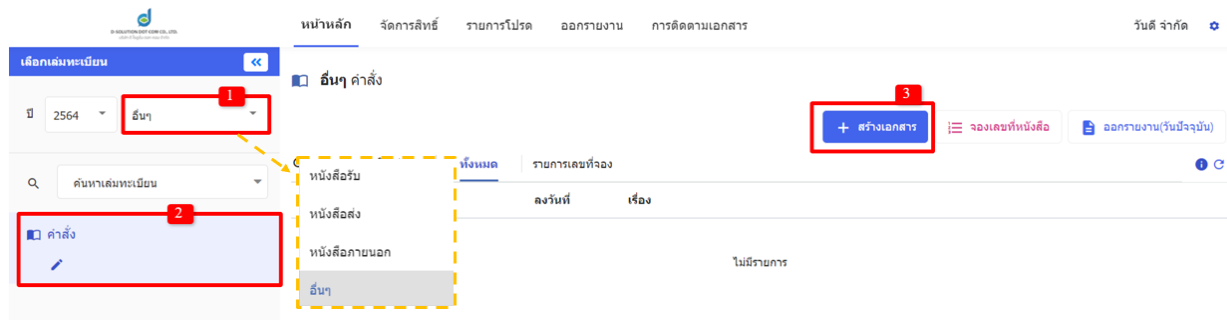 D-SOLUTION-DOT-COM CO., LTD.
หน้าหลัก จัดการสิทธิ์ รายการโปรด ออกรายงาน การติดตามเอกสาร วันดี จำกัด
เลือกเล่มทะเบียน
อื่นๆ คำสั่ง
1
3
ปี 2564 อื่นๆ
+ สร้างเอกสาร จองเลขที่หนังสือ ออกรายงาน(วันปัจจุบัน)
ทั้งหมด รายการเลขที่จอง
หนังสือรับ
ค้นหาเล่มทะเบียน
ลงวันที่ เรื่อง
2
หนังสือส่ง
คำสั่ง
หนังสือภายนอก
ไม่มีรายการ
อื่นๆ